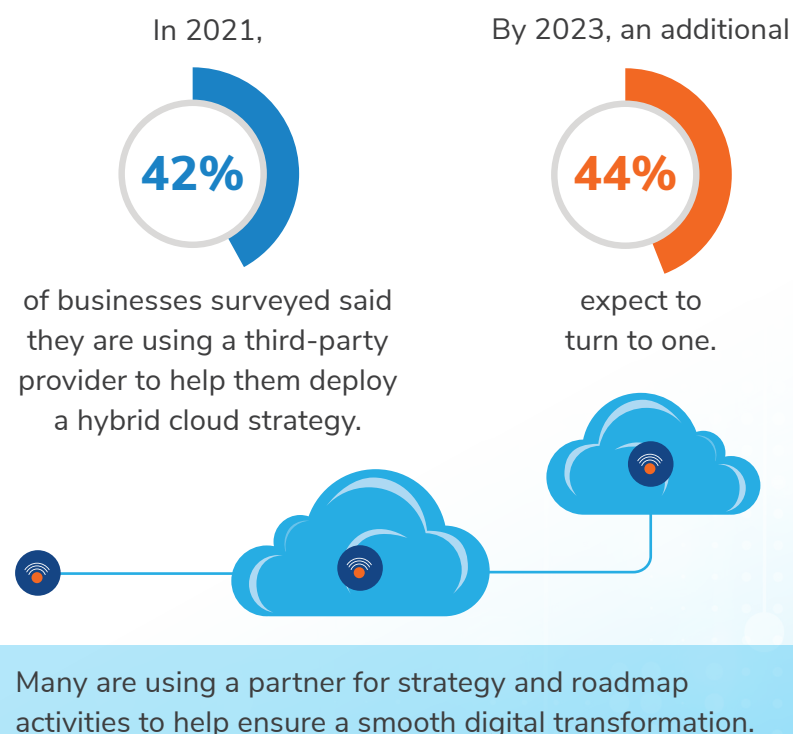 In 2021,
42%
of businesses surveyed said
they are using a third-party
provider to help them deploy
a hybrid cloud strategy.
By 2023, an additional
44%
expect to
turn to one.
Many are using a partner for strategy and roadmap
activities to help ensure a smooth digital transformation.